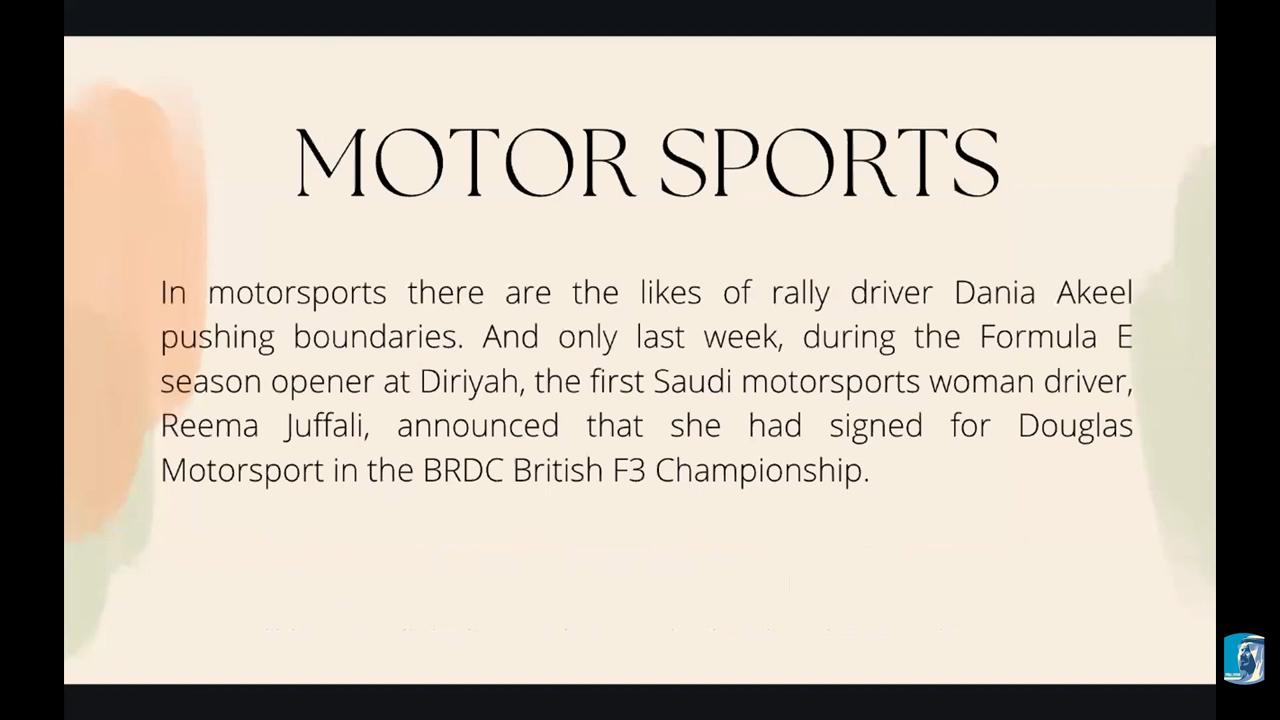 MOTOR SPORTS
In motorsports there are the likes of rally driver Dania Akeel
pushing boundaries. And only last week, during the Formula E
season opener at Diriyah, the first Saudi motorsports woman driver,
Reema Juffali, announced that she had signed for Douglas
Motorsport in the BRDC British F3 Championship.